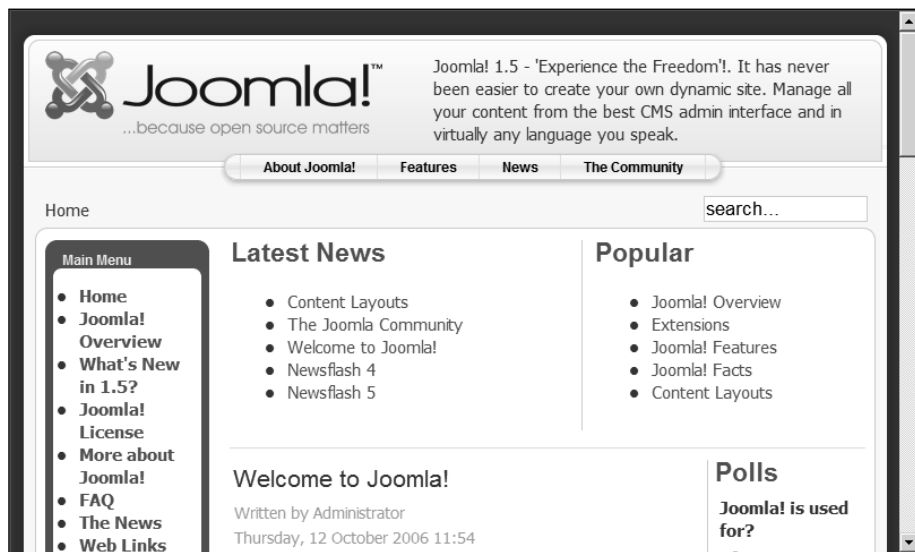 Joomla!™
...because open source matters
Joomla! 1.5 - 'Experience the Freedom'!. It has never
been easier to create your own dynamic site. Manage all
your content from the best CMS admin interface and in
virtually any language you speak.
About Joomla! Features News The Community
Home
search...
Main Menu
Home
Joomla!
Overview
What's New
in 1.5?
Joomla!
License
More about
Joomla!
FAQ
The News
Web Links
Latest News
Content Layouts
The Joomla Community
Welcome to Joomla!
Newsflash 4
Newsflash 5
Popular
Joomla! Overview
Extensions
Joomla! Features
Joomla! Facts
Content Layouts
Welcome to Joomla!
Written by Administrator
Thursday, 12 October 2006 11:54
Polls
Joomla! is used
for?